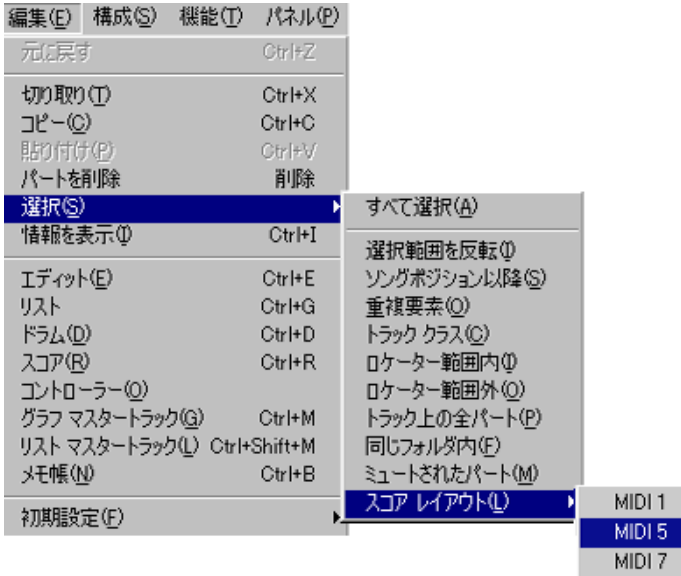 編集(E) 構成(S) 機能(T) パネル(P)
元に戻す Ctrl+Z
切り取り(T) Ctrl+X
コピー(C) Ctrl+C
貼り付け(P) Ctrl+V
パートを削除 削除
選択(S)
情報を表示(I) Ctrl+I
エディット(E) Ctrl+E
リスト Ctrl+G
ドラム(D) Ctrl+D
スコア(R) Ctrl+R
コントローラー(O)
グラフ マスタートラック(G) Ctrl+M
リスト マスタートラック(L) Ctrl+Shift+M
メモ帳(N) Ctrl+B
初期設定(F)
すべて選択(A)
選択範囲を反転(I)
ソングポジション以降(S)
重複要素(O)
トラック クラス(C)
ロケーター範囲内(I)
ロケーター範囲外(O)
トラック上の全パート(P)
同じフォルダ内(F)
ミュートされたパート(M)
スコア レイアウト(L)
MIDI 1
MIDI 5
MIDI 7